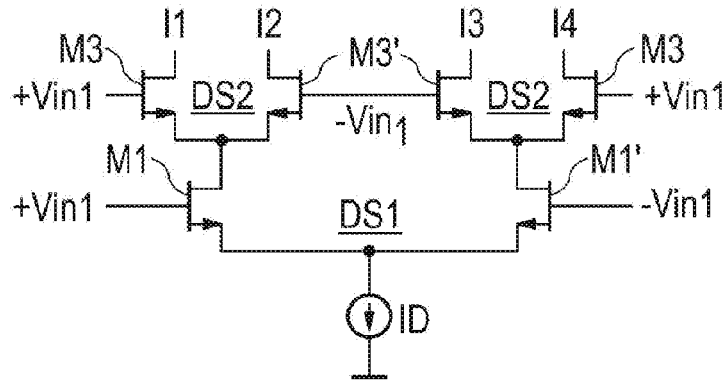 M3 I1 I2 M3' I3 I4 M3
+Vin1 DS2 -Vin1 DS2 +Vin1
M1 M1'
+Vin1 DS1 -Vin1
ID